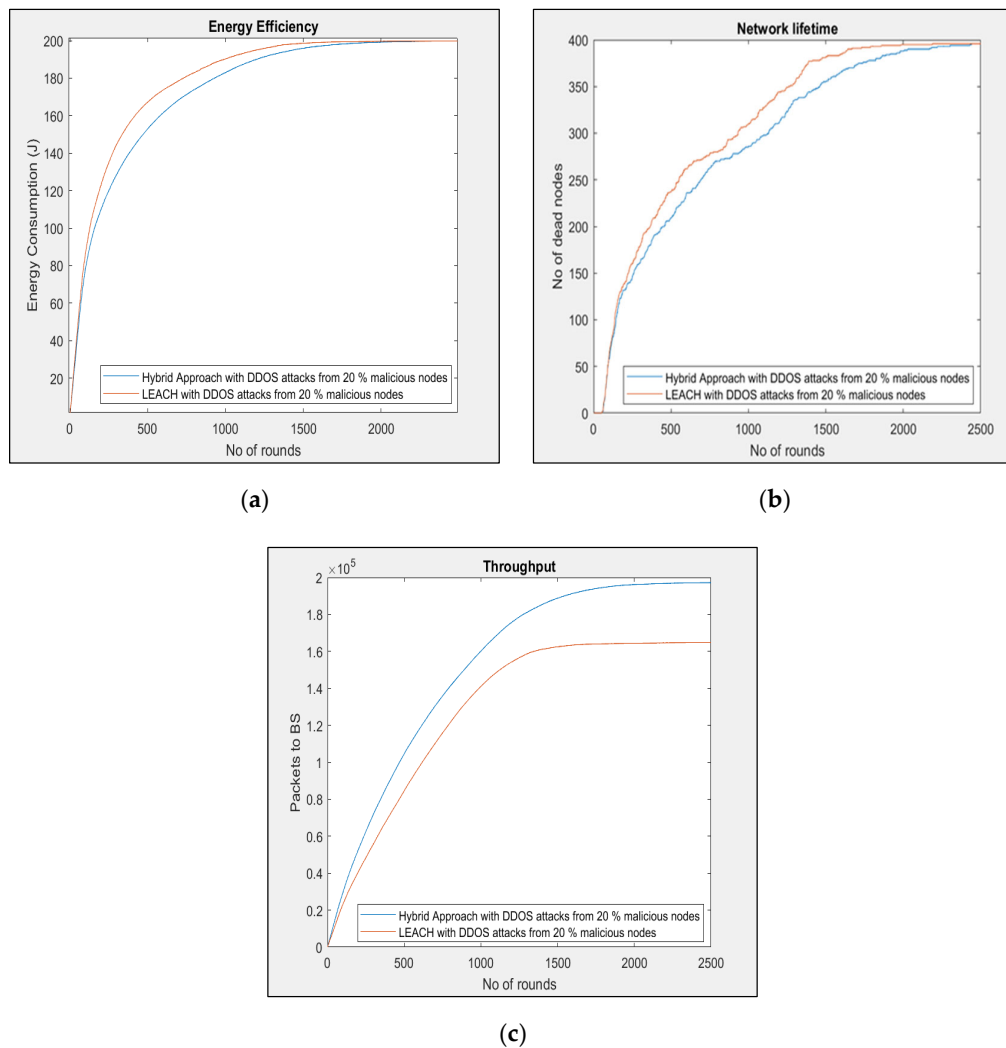 Energy Efficiency
Energy Consumption (J)
200
180
160
140
120
100
80
60
40
20
0
500
1000
1500
2000
No of rounds
Hybrid Approach with DDOS attacks from 20 % malicious nodes
LEACH with DDOS attacks from 20 % malicious nodes
(a)
Network lifetime
No of dead nodes
400
350
300
250
200
150
100
50
0
0
500
1000
1500
2000
2500
No of rounds
Hybrid Approach with DDOS attacks from 20 % malicious nodes
LEACH with DDOS attacks from 20 % malicious nodes
(b)
Throughput
×10⁵
Packets to BS
2
1.8
1.6
1.4
1.2
1
0.8
0.6
0.4
0.2
0
0
500
1000
1500
2000
2500
No of rounds
Hybrid Approach with DDOS attacks from 20 % malicious nodes
LEACH with DDOS attacks from 20 % malicious nodes
(c)